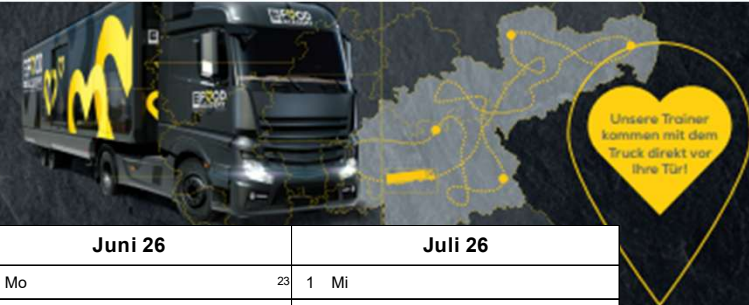 Unsere Trainer
kommen mit dem
Truck direkt vor
Ihre Tür!
Juni 26
Juli 26
Mo
23
1 Mi